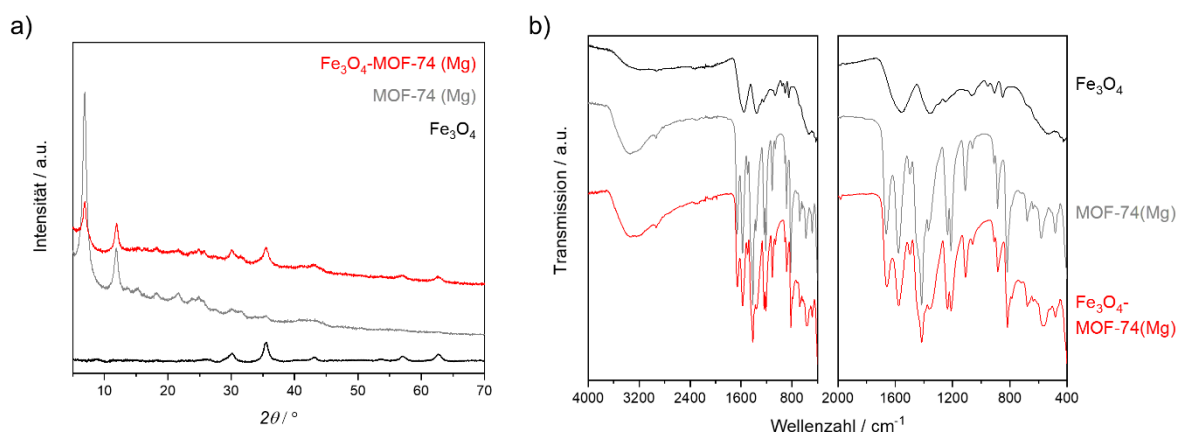 a)
Intensität / a.u.
Fe₃O₄-MOF-74 (Mg)
MOF-74 (Mg)
Fe₃O₄
10 20 30 40 50 60 70
2θ / °
b)
Transmission / a.u.
4000 3200 2400 1600 800
2000 1600 1200 800 400
Wellenzahl / cm⁻¹
Fe₃O₄
MOF-74(Mg)
Fe₃O₄-
MOF-74(Mg)